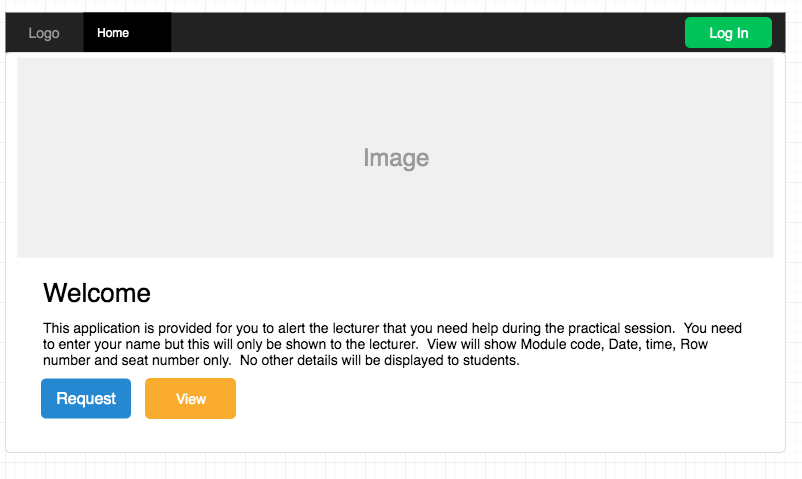 Logo Home Log In
Image
Welcome
This application is provided for you to alert the lecturer that you need help during the practical session.  You need
to enter your name but this will only be shown to the lecturer.  View will show Module code, Date, time, Row
number and seat number only.  No other details will be displayed to students.
Request View